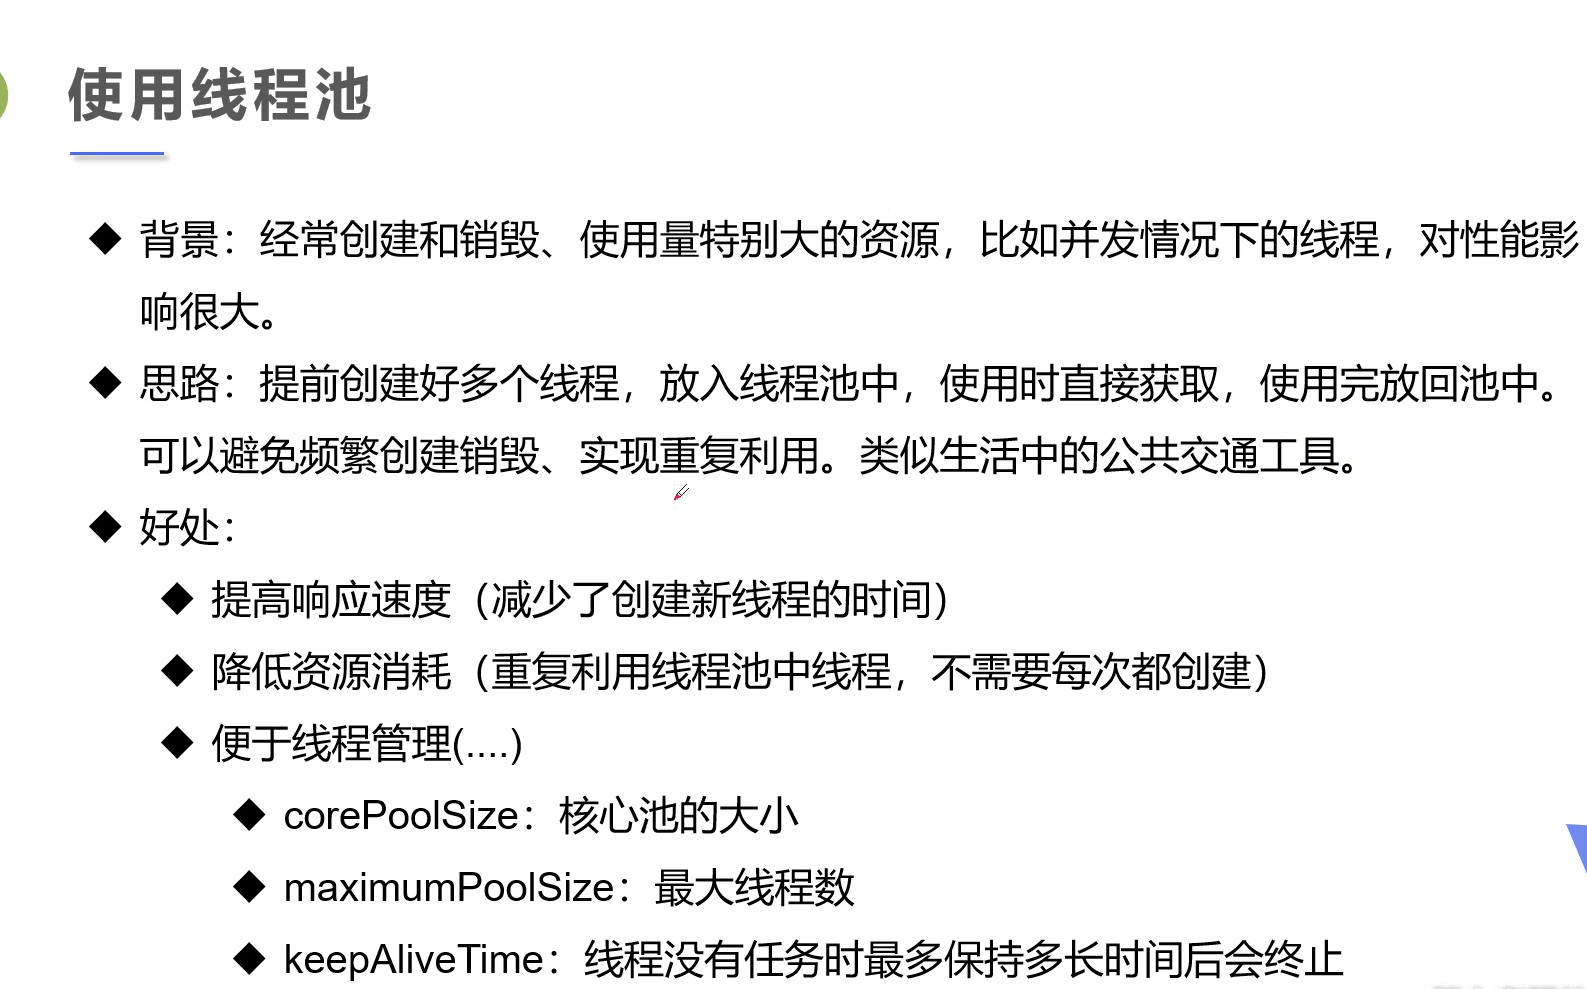 使用线程池
◆ 背景：经常创建和销毁、使用量特别大的资源，比如并发情况下的线程，对性能影
响很大。
◆ 思路：提前创建好多个线程，放入线程池中，使用时直接获取，使用完放回池中。
可以避免频繁创建销毁、实现重复利用。类似生活中的公共交通工具。
◆ 好处：
◆ 提高响应速度（减少了创建新线程的时间）
◆ 降低资源消耗（重复利用线程池中线程，不需要每次都创建）
◆ 便于线程管理(....)
◆ corePoolSize：核心池的大小
◆ maximumPoolSize：最大线程数
◆ keepAliveTime：线程没有任务时最多保持多长时间后会终止